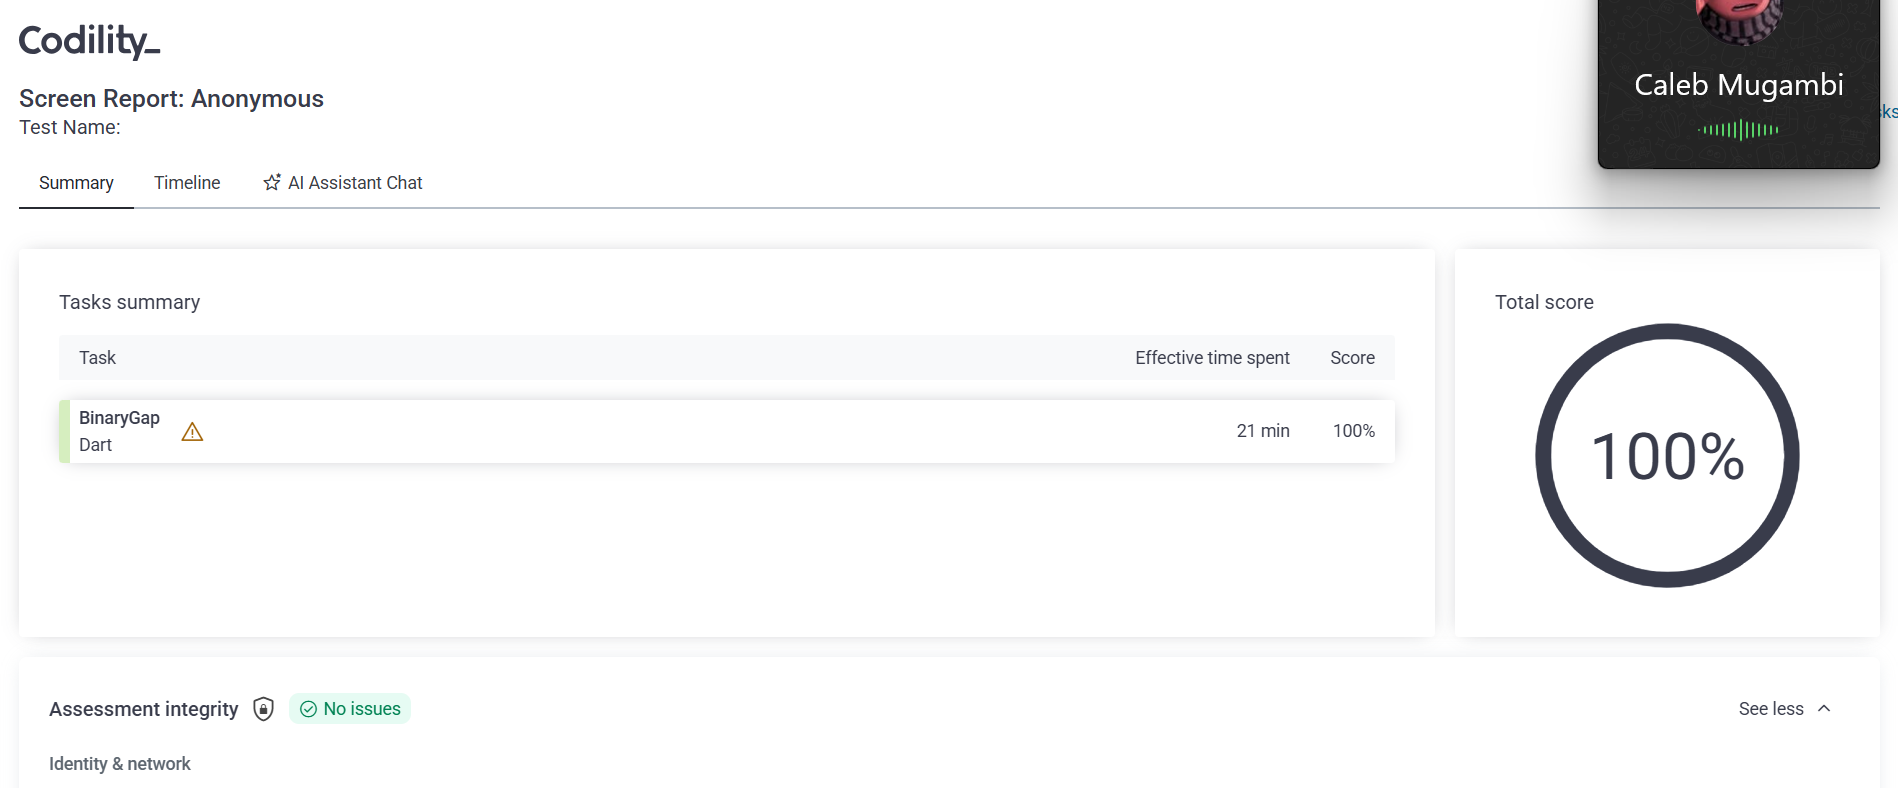 Codility_
Caleb Mugambi
Screen Report: Anonymous
Test Name:
Summary
Timeline
AI Assistant Chat
Tasks summary
Task
Effective time spent
Score
BinaryGap
Dart
21 min
100%
Total score
100%
Assessment integrity
No issues
See less
Identity & network